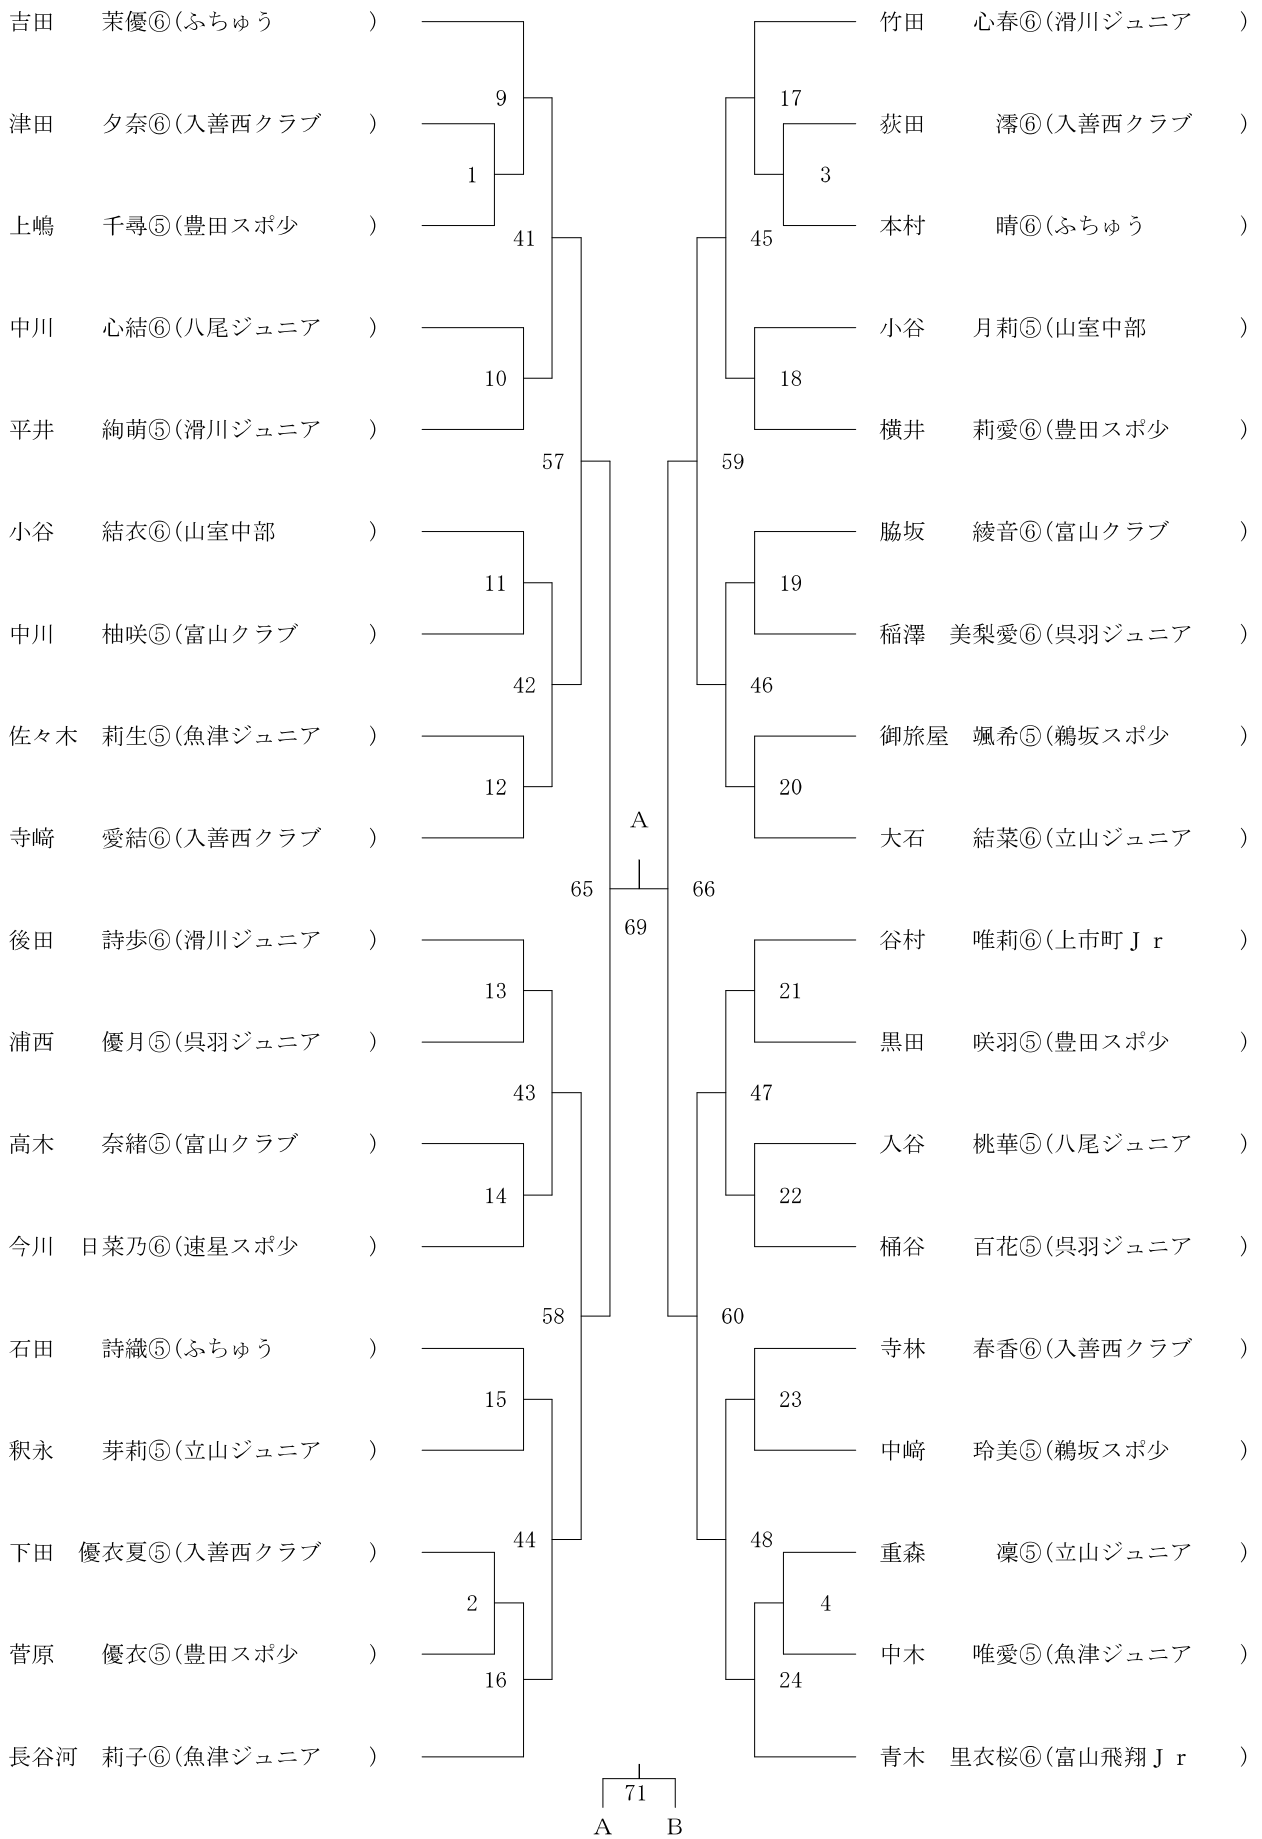 吉田　　茉優⑥(ふちゅう　　　　)
9
津田　　夕奈⑥(入善西クラブ　　)
1
上嶋　　千尋⑤(豊田スポ少　　　)
41
中川　　心結⑥(八尾ジュニア　　)
10
平井　　絢萌⑤(滑川ジュニア　　)
57
小谷　　結衣⑥(山室中部　　　　)
11
中川　　柚咲⑤(富山クラブ　　　)
42
佐々木　莉生⑤(魚津ジュニア　　)
12
寺﨑　　愛結⑥(入善西クラブ　　)
65
後田　　詩歩⑥(滑川ジュニア　　)
13
浦西　　優月⑤(呉羽ジュニア　　)
43
高木　　奈緒⑤(富山クラブ　　　)
14
今川　日菜乃⑥(速星スポ少　　　)
58
石田　　詩織⑤(ふちゅう　　　　)
15
釈永　　芽莉⑤(立山ジュニア　　)
44
下田　優衣夏⑤(入善西クラブ　　)
2
菅原　　優衣⑤(豊田スポ少　　　)
16
長谷河　莉子⑥(魚津ジュニア　　)
A
69
71
A　B
竹田　　心春⑥(滑川ジュニア　　)
17
荻田　　　澪⑥(入善西クラブ　　)
3
本村　　　晴⑥(ふちゅう　　　　)
45
小谷　　月莉⑤(山室中部　　　　)
18
横井　　莉愛⑥(豊田スポ少　　　)
59
脇坂　　綾音⑥(富山クラブ　　　)
19
稲澤　美梨愛⑥(呉羽ジュニア　　)
46
御旅屋　颯希⑤(鵜坂スポ少　　　)
20
大石　　結菜⑥(立山ジュニア　　)
66
谷村　　唯莉⑥(上市町Ｊｒ　　　)
21
黒田　　咲羽⑤(豊田スポ少　　　)
47
入谷　　桃華⑤(八尾ジュニア　　)
22
桶谷　　百花⑤(呉羽ジュニア　　)
60
寺林　　春香⑥(入善西クラブ　　)
23
中﨑　　玲美⑤(鵜坂スポ少　　　)
48
重森　　　凜⑤(立山ジュニア　　)
4
中木　　唯愛⑤(魚津ジュニア　　)
24
青木　里衣桜⑥(富山飛翔Ｊｒ　　)